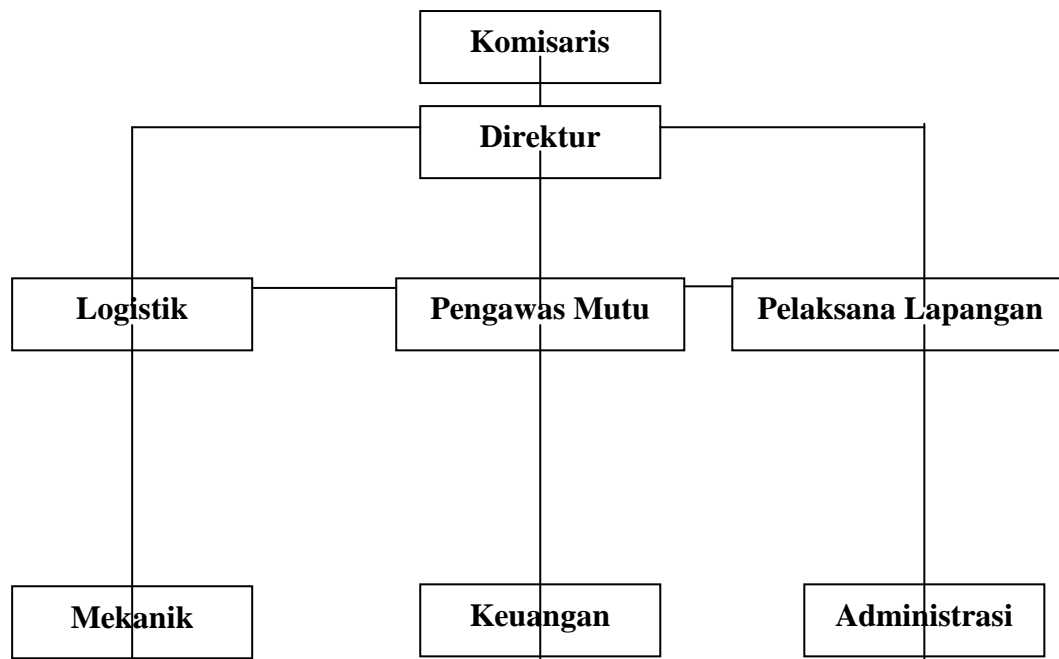 Komisaris
Direktur
Logistik
Pengawas Mutu
Pelaksana Lapangan
Mekanik
Keuangan
Administrasi